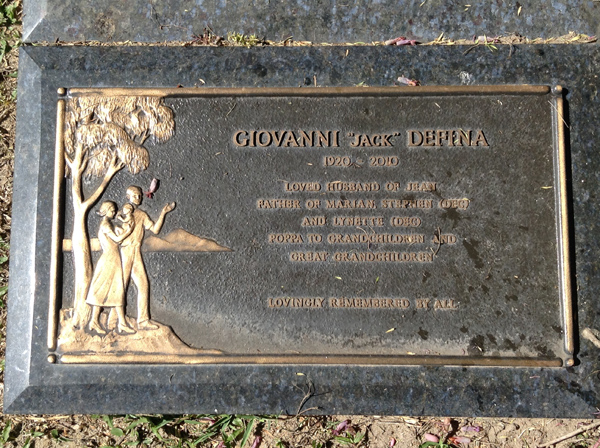 GIOVANNI "JACK" DEFINA
1920 - 2010
LOVED HUSBAND OF JEAN
FATHER OF MARIAN, STEPHEN (DEC)
AND LYNETTE (DEC)
POPPA TO GRANDCHILDREN AND
GREAT GRANDCHILDREN
LOVINGLY REMEMBERED BY ALL